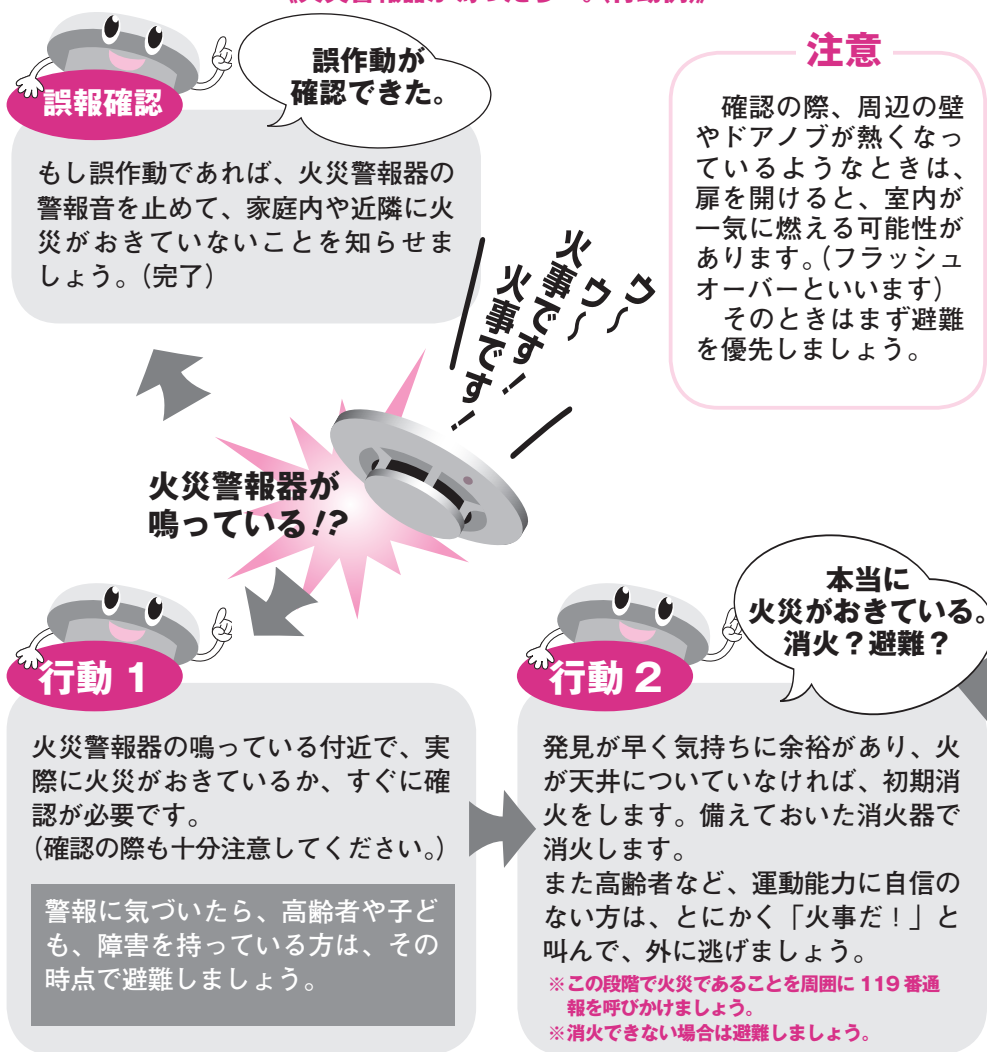 誤報確認
誤作動が
確認できた。
もし誤作動であれば、火災警報器の
警報音を止めて、家庭内や近隣に火
災がおきていないことを知らせま
しょう。(完了)
注意
確認の際、周辺の壁
やドアノブが熱くなっ
ているようなときは、
扉を開けると、室内が
一気に燃える可能性が
あります。(フラッシュ
オーバーといいます)
そのときはまず避難
を優先しましょう。
ウ〜
ウ〜
火事です!
火事です!
火災警報器が
鳴っている!?
行動 1
火災警報器の鳴っている付近で、実
際に火災がおきているか、すぐに確
認が必要です。
(確認の際も十分注意してください。)
警報に気づいたら、高齢者や子ど
も、障害を持っている方は、その
時点で避難しましょう。
行動 2
本当に
火災がおきている。
消火?避難?
発見が早く気持ちに余裕があり、火
が天井についていなければ、初期消
火をします。備えておいた消火器で
消火します。
また高齢者など、運動能力に自信の
ない方は、とにかく「火事だ!」と
叫んで、外に逃げましょう。
※この段階で火災であることを周囲に 119 番通
報を呼びかけましょう。
※消火できない場合は避難しましょう。